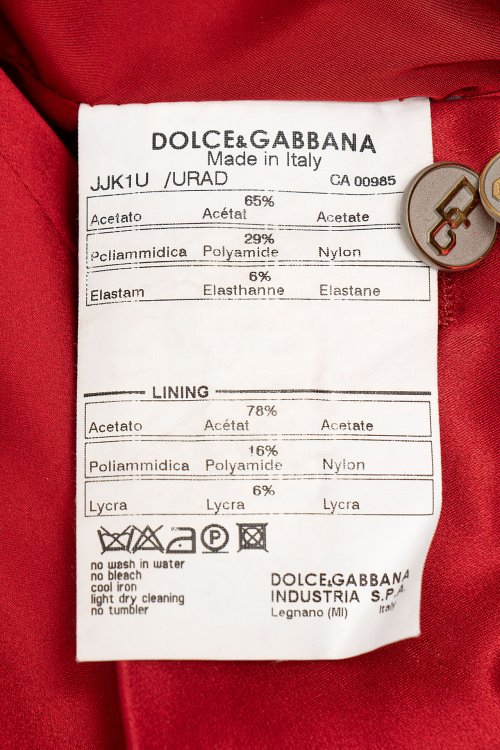 DOLCE&GABBANA
Made in Italy
JJK1U /URAD CA 00985
65%
Acetato Acétat Acetate
29%
Pcliammidica Polyamide Nylon
6%
Elastam Elasthanne Elastane
LINING
78%
Acetato Acétat Acetate
16%
Poliammidica Polyamide Nylon
6%
Lycra Lycra Lycra
P
no wash in water
no bleach
cool iron
light dry cleaning
no tumbler
DOLCE&GABBANA
INDUSTRIA S.P.A.
Legnano (MI) Italy